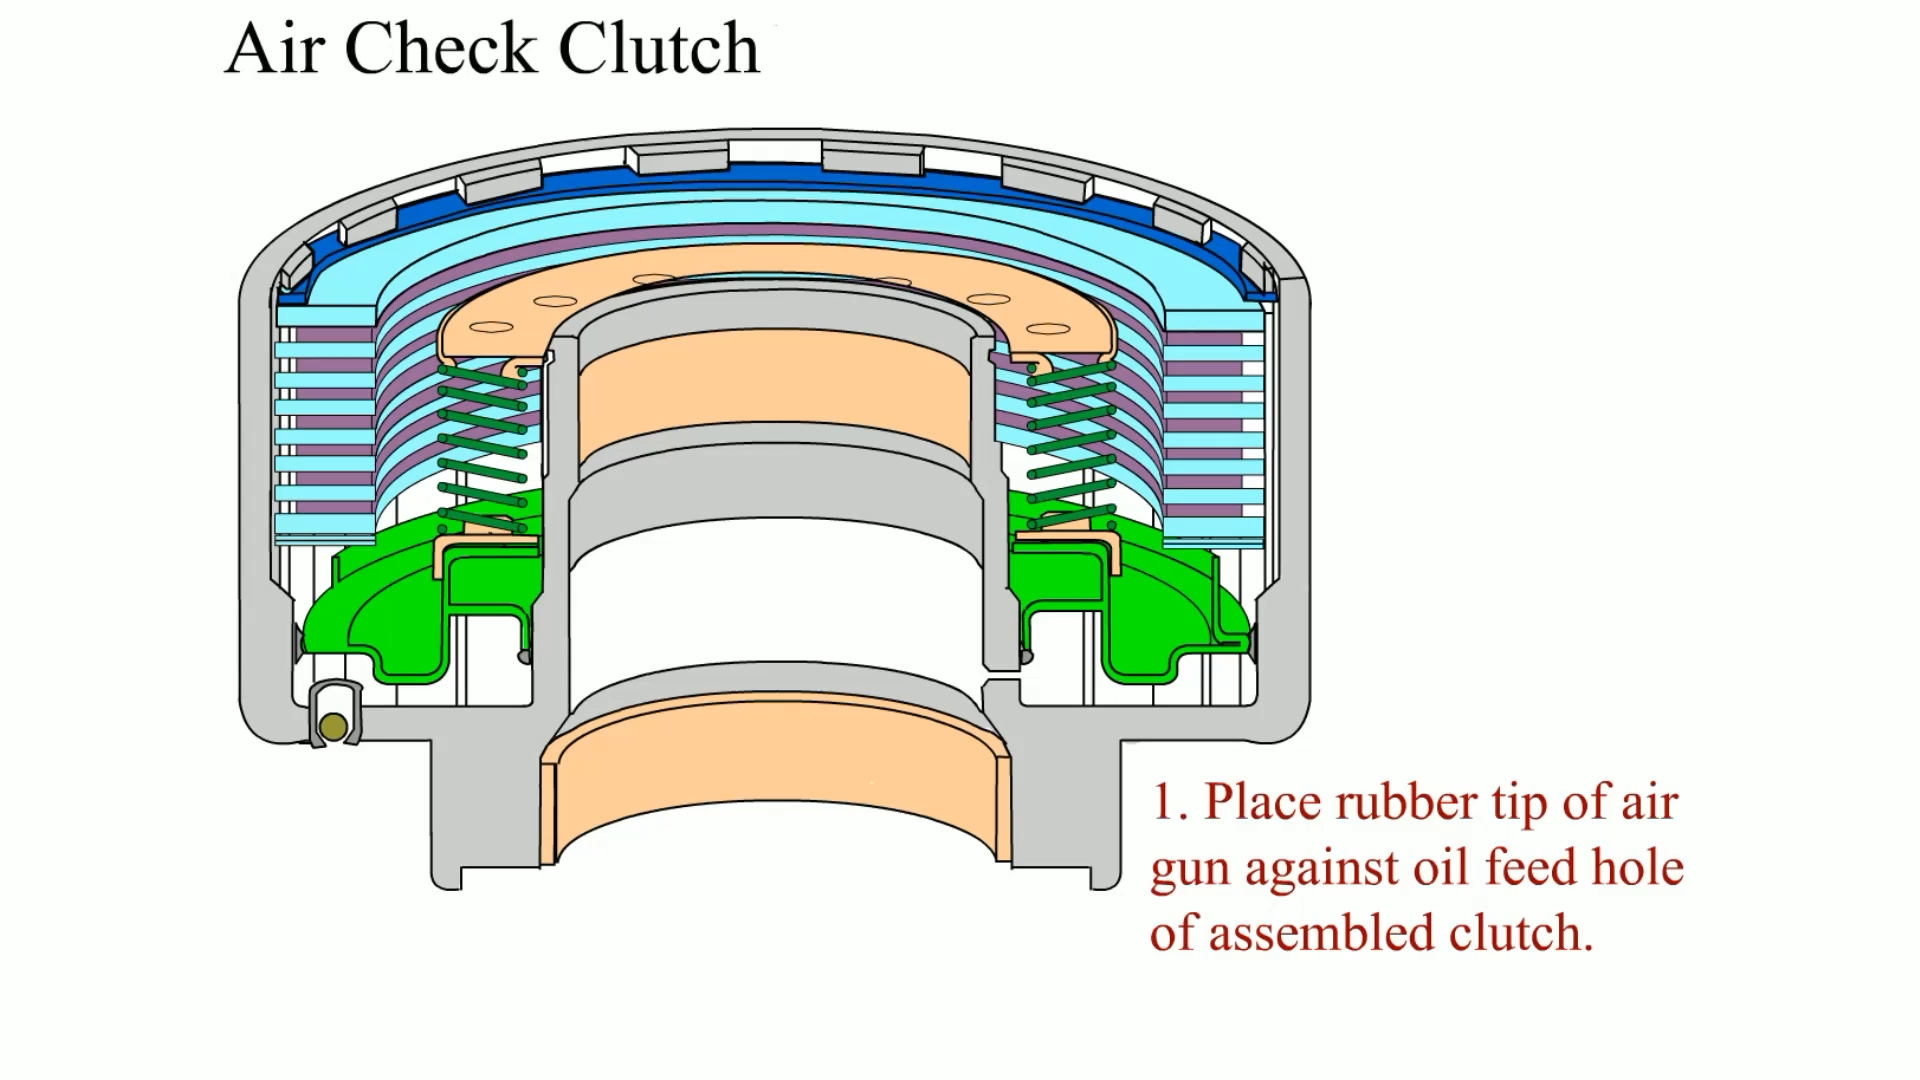 Air Check Clutch
1. Place rubber tip of air
gun against oil feed hole
of assembled clutch.